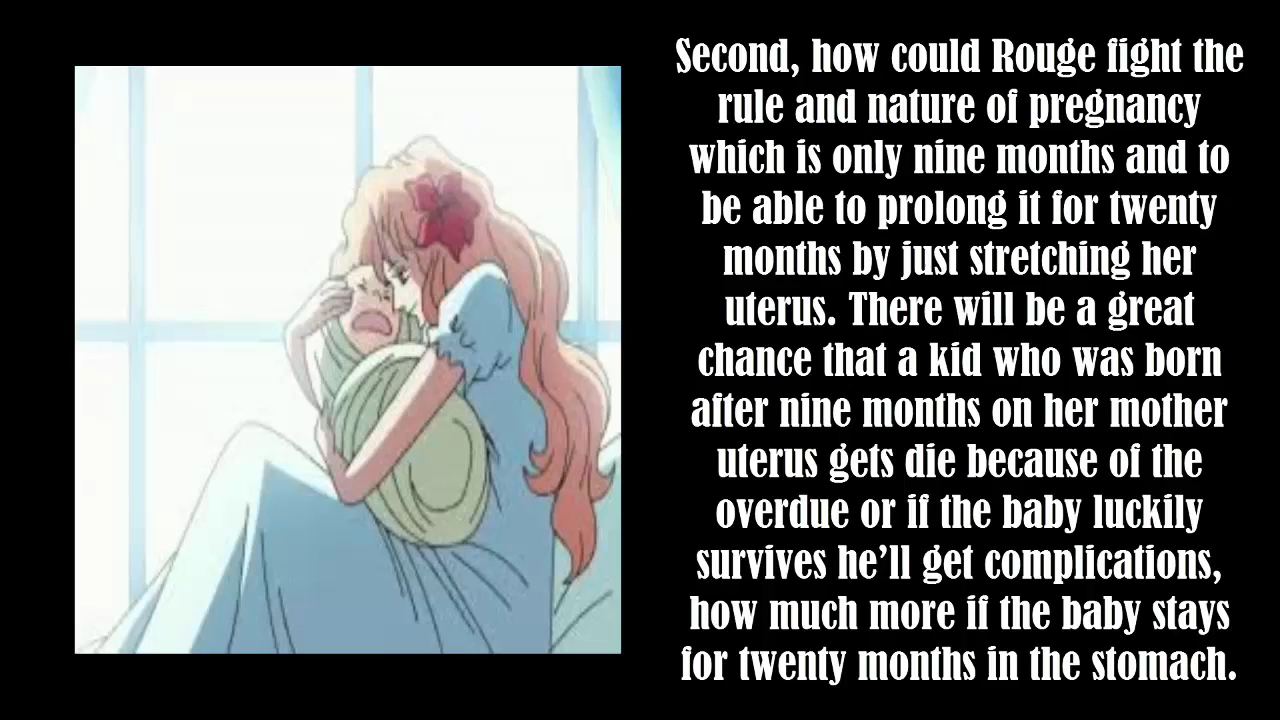 Second, how could Rouge fight the
rule and nature of pregnancy
which is only nine months and to
be able to prolong it for twenty
months by just stretching her
uterus. There will be a great
chance that a kid who was born
after nine months on her mother
uterus gets die because of the
overdue or if the baby luckily
survives he’ll get complications,
how much more if the baby stays
for twenty months in the stomach.